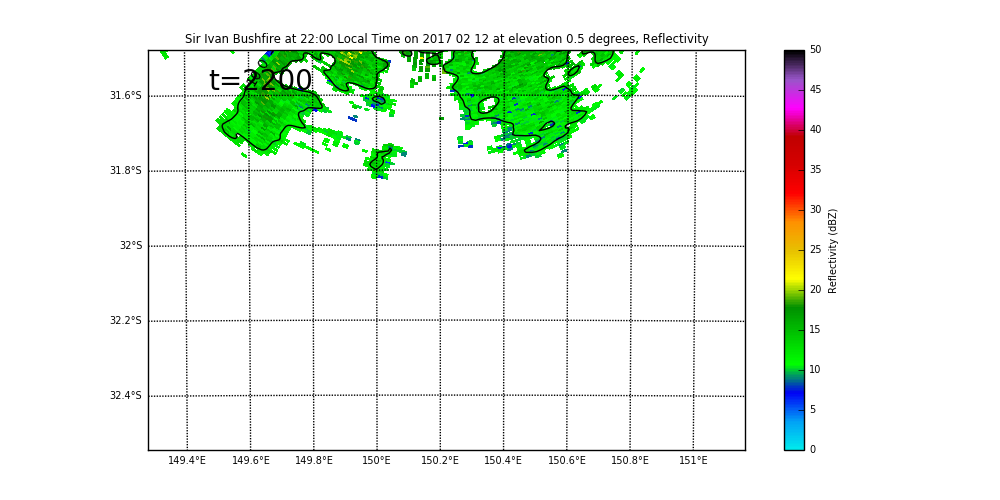 Sir Ivan Bushfire at 22:00 Local Time on 2017 02 12 at elevation 0.5 degrees, Reflectivity
t=2200
31.6°S
31.8°S
32°S
32.2°S
32.4°S
149.4°E 149.6°E 149.8°E 150°E 150.2°E 150.4°E 150.6°E 150.8°E 151°E
50
45
40
35
30
25
20
15
10
5
0
Reflectivity (dBZ)